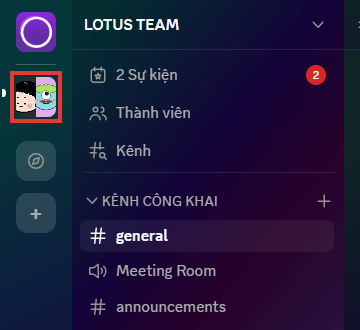 LOTUS TEAM
2 Sự kiện
2
Thành viên
Kênh
KÊNH CÔNG KHAI
general
Meeting Room
announcements